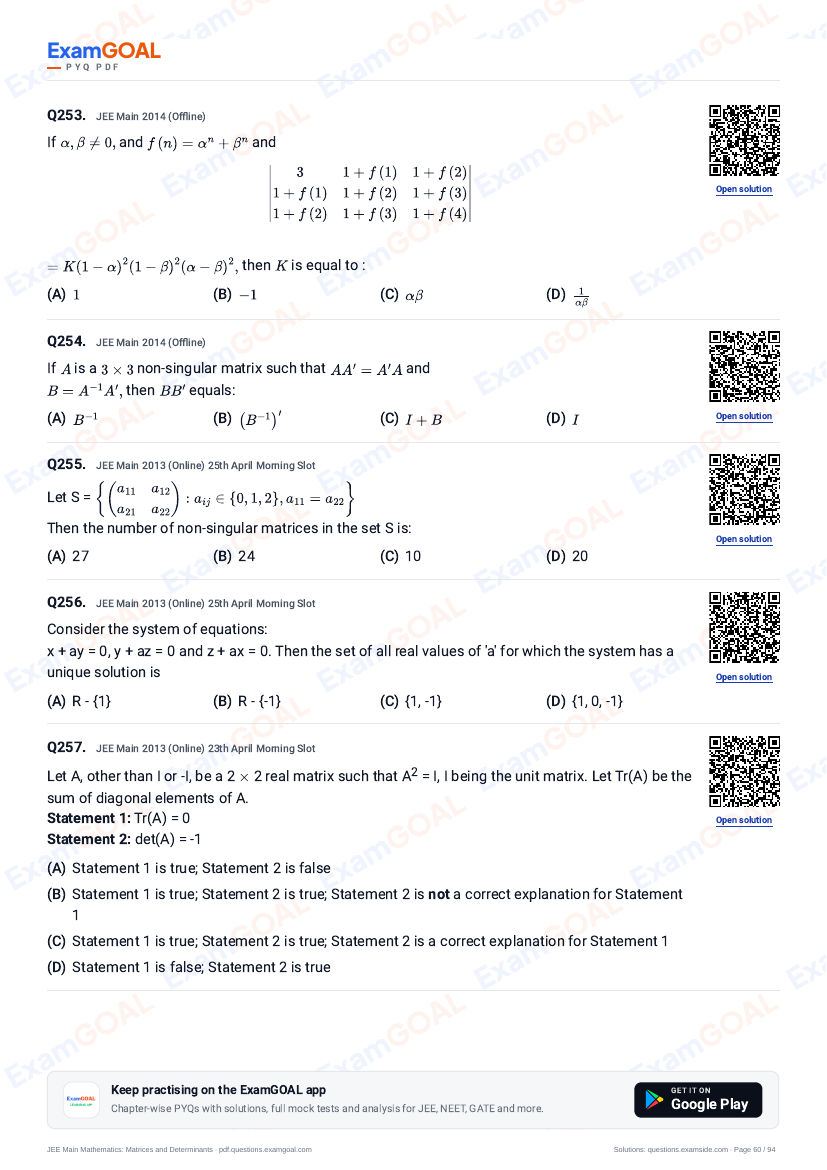 ExamGOAL
PYQ PDF
Q253. JEE Main 2014 (Offline)
If α, β ≠ 0, and f (n) = αⁿ + βⁿ and
| 3 1 + f (1) 1 + f (2) |
| 1 + f (1) 1 + f (2) 1 + f (3) |
| 1 + f (2) 1 + f (3) 1 + f (4) |
Open solution
= K(1 − α)²(1 − β)²(α − β)², then K is equal to :
(A) 1 (B) −1 (C) αβ (D) 1/αβ
Q254. JEE Main 2014 (Offline)
If A is a 3 × 3 non-singular matrix such that AA′ = A′A and
B = A⁻¹A′, then BB′ equals:
(A) B⁻¹ (B) (B⁻¹)′ (C) I + B (D) I
Open solution
Q255. JEE Main 2013 (Online) 25th April Morning Slot
Let S = { ( a₁₁ a₁₂ / a₂₁ a₂₂ ) : aᵢⱼ ∈ {0, 1, 2}, a₁₁ = a₂₂ }
Then the number of non-singular matrices in the set S is:
Open solution
(A) 27 (B) 24 (C) 10 (D) 20
Q256. JEE Main 2013 (Online) 25th April Morning Slot
Consider the system of equations:
x + ay = 0, y + az = 0 and z + ax = 0. Then the set of all real values of 'a' for which the system has a
unique solution is
Open solution
(A) R - {1} (B) R - {-1} (C) {1, -1} (D) {1, 0, -1}
Q257. JEE Main 2013 (Online) 23th April Morning Slot
Let A, other than I or -I, be a 2 × 2 real matrix such that A² = I, I being the unit matrix. Let Tr(A) be the
sum of diagonal elements of A.
Statement 1: Tr(A) = 0
Open solution
Statement 2: det(A) = -1
(A) Statement 1 is true; Statement 2 is false
(B) Statement 1 is true; Statement 2 is true; Statement 2 is not a correct explanation for Statement
1
(C) Statement 1 is true; Statement 2 is true; Statement 2 is a correct explanation for Statement 1
(D) Statement 1 is false; Statement 2 is true
Keep practising on the ExamGOAL app
Chapter-wise PYQs with solutions, full mock tests and analysis for JEE, NEET, GATE and more.
ExamGOAL
GET IT ON
Google Play
JEE Main Mathematics: Matrices and Determinants · pdf.questions.examgoal.com
Solutions: questions.examside.com · Page 60 / 94